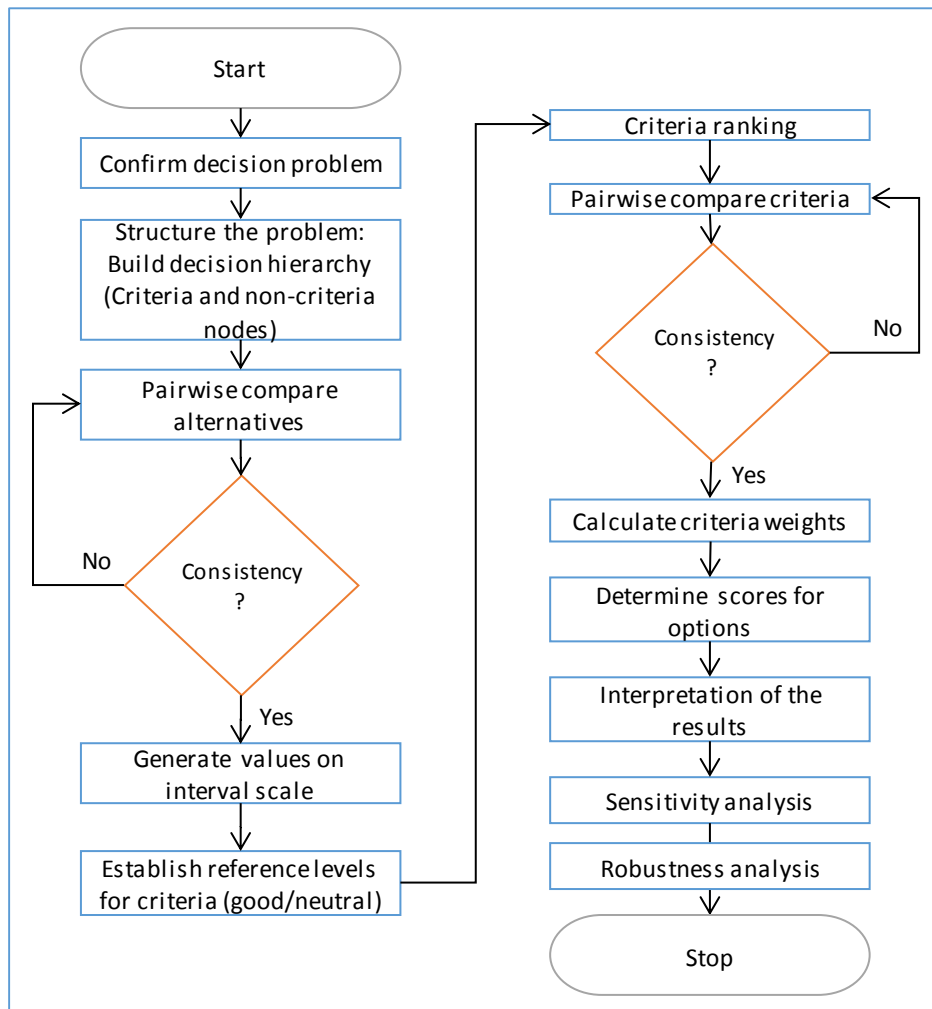 Start
Confirm decision problem
Structure the problem:
Build decision hierarchy
(Criteria and non-criteria
nodes)
Pairwise compare
alternatives
No
Consistency
?
Yes
Generate values on
interval scale
Establish reference levels
for criteria (good/neutral)
Criteria ranking
Pairwise compare criteria
No
Consistency
?
Yes
Calculate criteria weights
Determine scores for
options
Interpretation of the
results
Sensitivity analysis
Robustness analysis
Stop